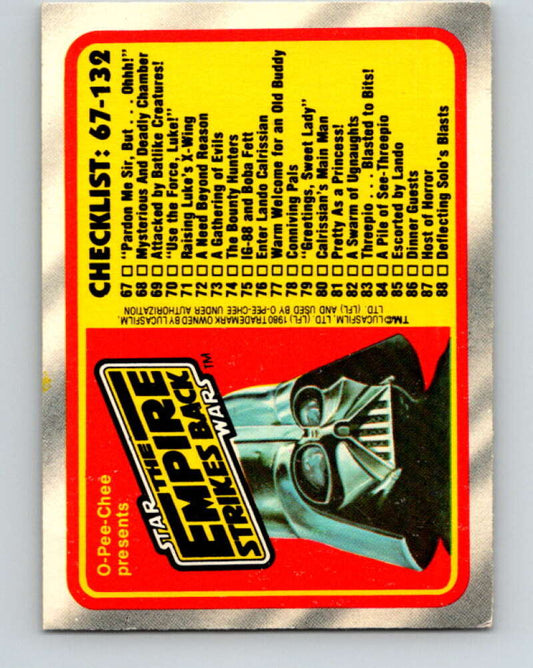 O-Pee-Chee
presents
STAR THE
EMPIRE
STRIKES BACK
WARS™
TM©LUCASFILM, LTD. (LFL) 1980 TRADEMARK OWNED BY LUCASFILM,
LTD. (LFL) AND USED BY O-PEE-CHEE UNDER AUTHORIZATION
CHECKLIST: 67-132
67 □ "Pardon Me Sir, But . . . Ohhh!"
68 □ Mysterious And Deadly Chamber
69 □ Attacked by Batlike Creatures!
70 □ "Use the Force, Luke!"
71 □ Raising Luke's X-Wing
72 □ A Need Beyond Reason
73 □ A Gathering of Evils
74 □ The Bounty Hunters
75 □ IG-88 and Boba Fett
76 □ Enter Lando Calrissian
77 □ Warm Welcome for an Old Buddy
78 □ Conniving Pals
79 □ "Greetings, Sweet Lady"
80 □ Calrissian's Main Man
81 □ Pretty As a Princess!
82 □ A Swarm of Ugnaughts
83 □ Threepio . . . Blasted to Bits!
84 □ A Pile of See-Threepio
85 □ Escorted by Lando
86 □ Dinner Guests
87 □ Host of Horror
88 □ Deflecting Solo's Blasts